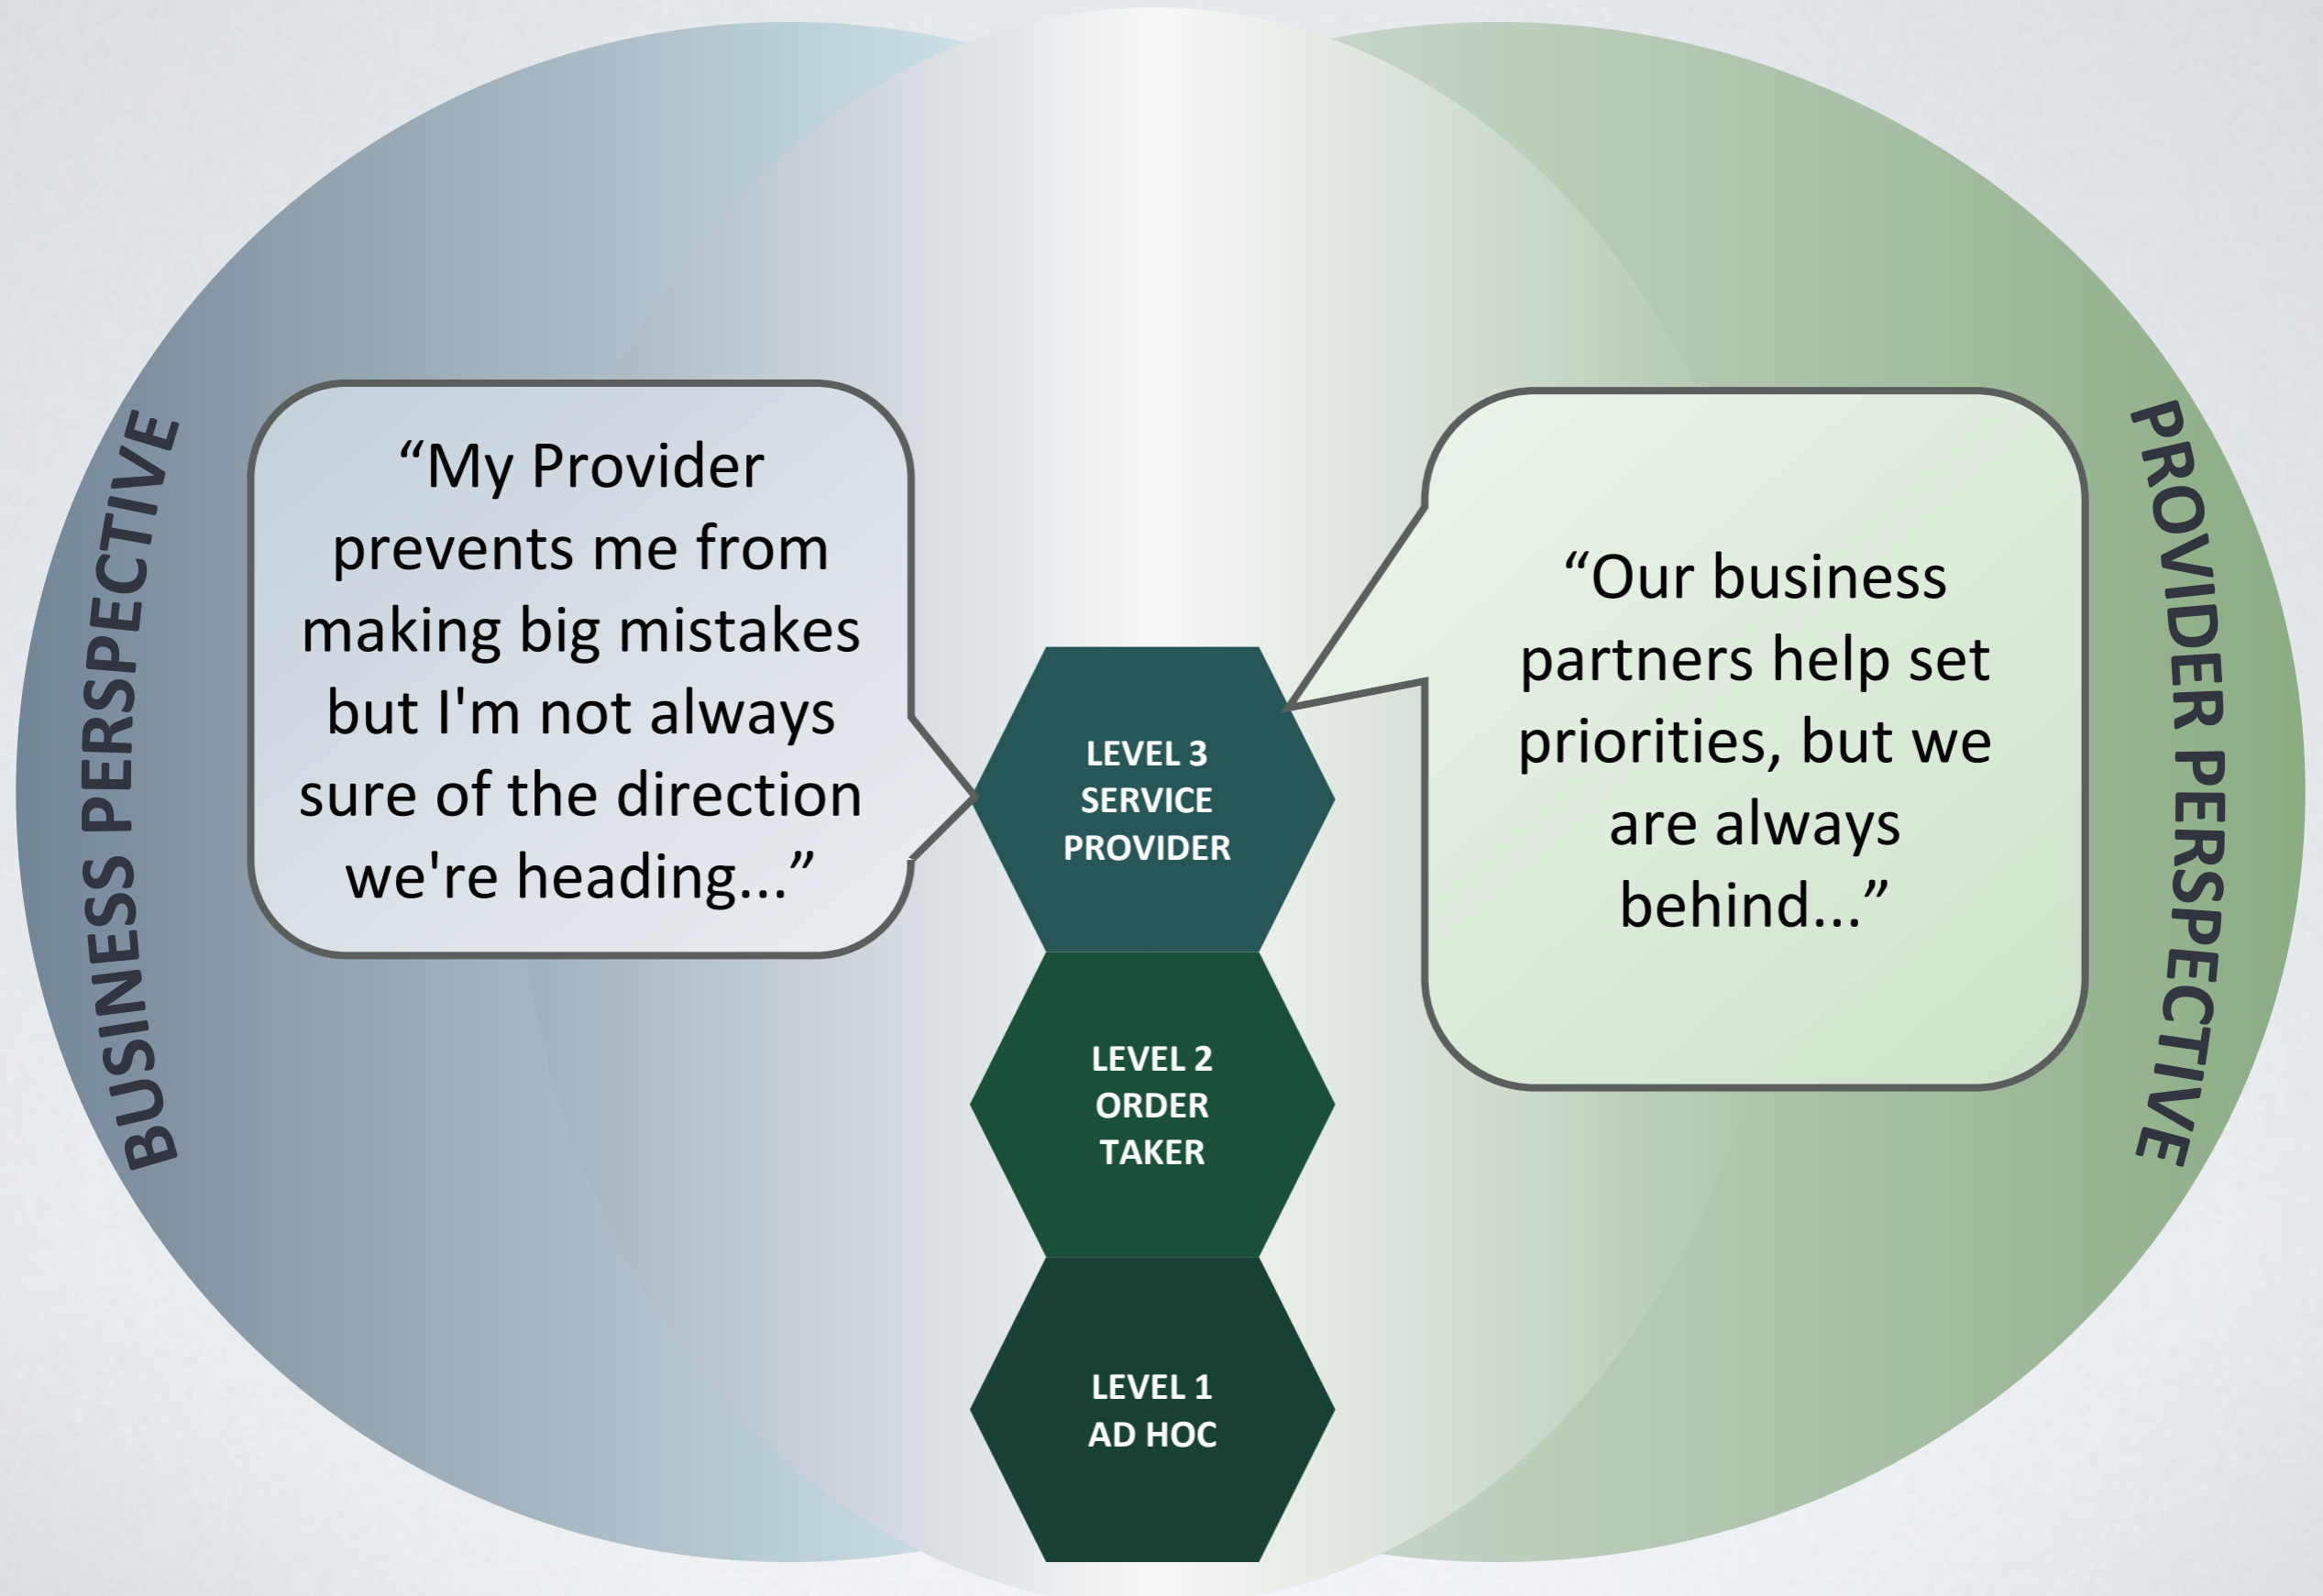 BUSINESS PERSPECTIVE
“My Provider
prevents me from
making big mistakes
but I'm not always
sure of the direction
we're heading...”
LEVEL 3
SERVICE
PROVIDER
LEVEL 2
ORDER
TAKER
LEVEL 1
AD HOC
“Our business
partners help set
priorities, but we
are always
behind...”
PROVIDER PERSPECTIVE